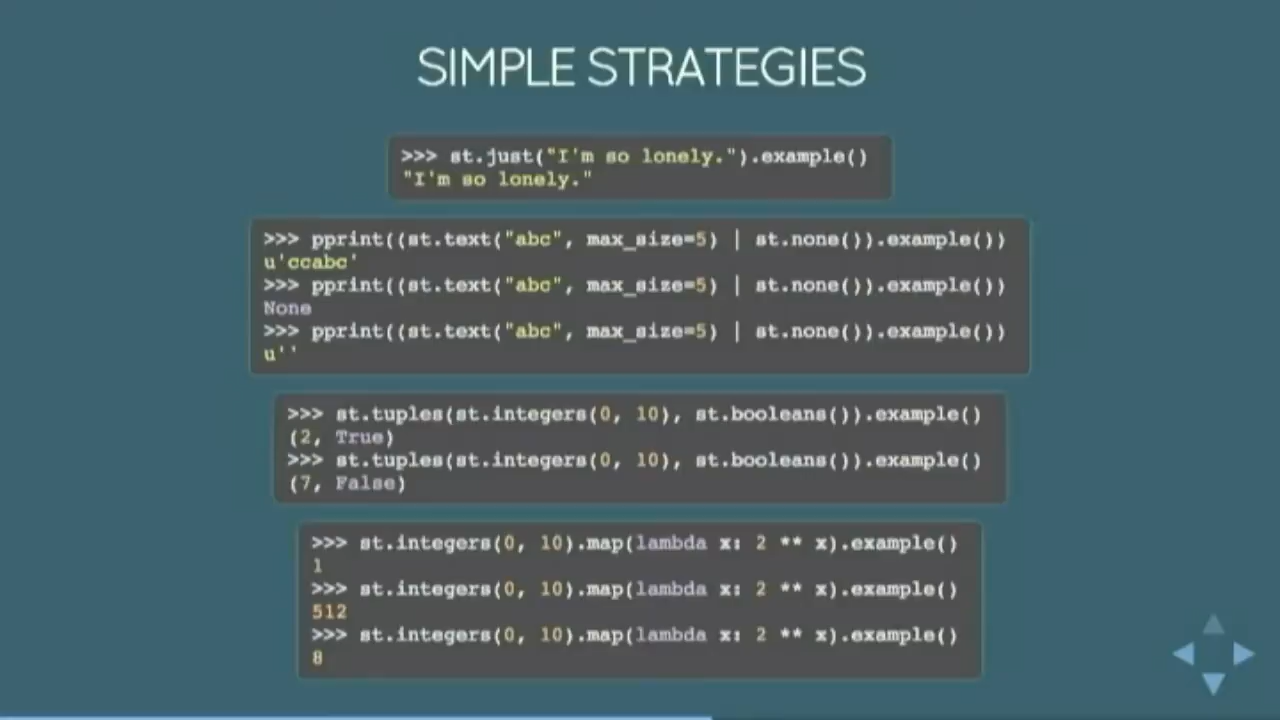 SIMPLE STRATEGIES
>>> st.just("I'm so lonely.").example()
"I'm so lonely."
>>> pprint((st.text("abc", max_size=5) | st.none()).example())
u'ccabc'
>>> pprint((st.text("abc", max_size=5) | st.none()).example())
None
>>> pprint((st.text("abc", max_size=5) | st.none()).example())
u''
>>> st.tuples(st.integers(0, 10), st.booleans()).example()
(2, True)
>>> st.tuples(st.integers(0, 10), st.booleans()).example()
(7, False)
>>> st.integers(0, 10).map(lambda x: 2 ** x).example()
1
>>> st.integers(0, 10).map(lambda x: 2 ** x).example()
512
>>> st.integers(0, 10).map(lambda x: 2 ** x).example()
8